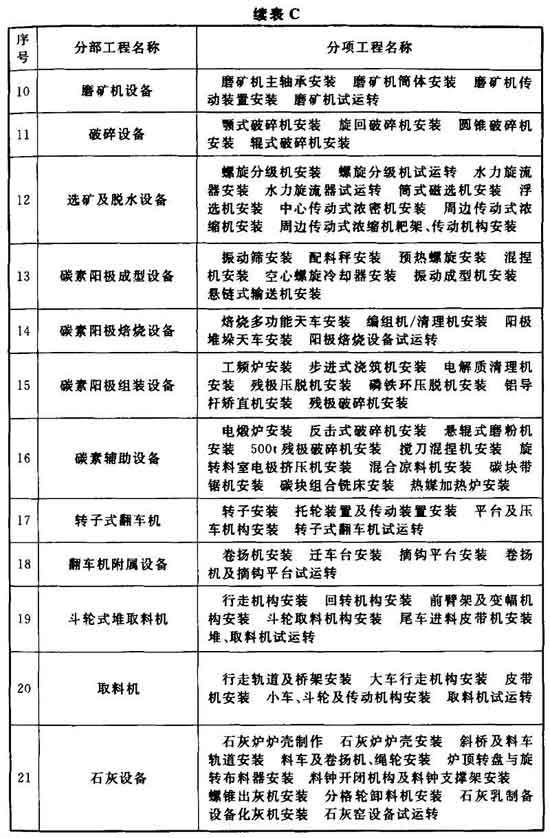 续表C
序号 分部工程名称 分项工程名称
10 磨矿机设备 磨矿机主轴承安装 磨矿机筒体安装 磨矿机传
动装置安装 磨矿机试运转
11 破碎设备 颚式破碎机安装 旋回破碎机安装 圆锥破碎机
安装 辊式破碎机安装
12 选矿及脱水设备 螺旋分级机安装 螺旋分级机试运转 水力旋流
器安装 水力旋流器试运转 筒式磁选机安装 浮
选机安装 中心传动式浓密机安装 周边传动式浓
缩机安装 周边传动式浓缩机耙架、传动机构安装
13 碳素阳极成型设备 振动筛安装 配料秤安装 预热螺旋安装 混捏
机安装 空心螺旋冷却器安装 振动成型机安装
悬链式输送机安装
14 碳素阳极焙烧设备 焙烧多功能天车安装 编组机/清理机安装 阳极
堆垛天车安装 阳极焙烧设备试运转
15 碳素阳极组装设备 工频炉安装 步进式浇筑机安装 电解质清理机
安装 残极压脱机安装 磷铁环压脱机安装 铝导
杆矫直机安装 残极破碎机安装
16 碳素辅助设备 电煅炉安装 反击式破碎机安装 悬辊式磨粉机
安装 500t残极破碎机安装 搅刀混捏机安装 旋
转料室电极挤压机安装 混合凉料机安装 碳块带
锯机安装 碳块组合铣床安装 热媒加热炉安装
17 转子式翻车机 转子安装 托轮装置及传动装置安装 平台及压
车机构安装 转子式翻车机试运转
18 翻车机附属设备 卷扬机安装 迁车台安装 摘钩平台安装 卷扬
机及摘钩平台试运转
19 斗轮式堆取料机 行走机构安装 回转机构安装 前臂架及变幅机
构安装 斗轮取料机构安装 尾车进料皮带机安装
堆、取料机试运转
20 取料机 行走轨道及桥架安装 大车行走机构安装 皮带
机安装 小车、斗轮及传动机构安装 取料机试运转
21 石灰设备 石灰炉炉壳制作 石灰炉炉壳安装 斜桥及料车
轨道安装 料车及卷扬机、绳轮安装 炉顶转盘与旋
转布料器安装 料钟开闭机构及料钟支撑架安装
螺锥出灰机安装 分格轮卸料机安装 石灰乳制备
设备化灰机安装 石灰窑设备试运转